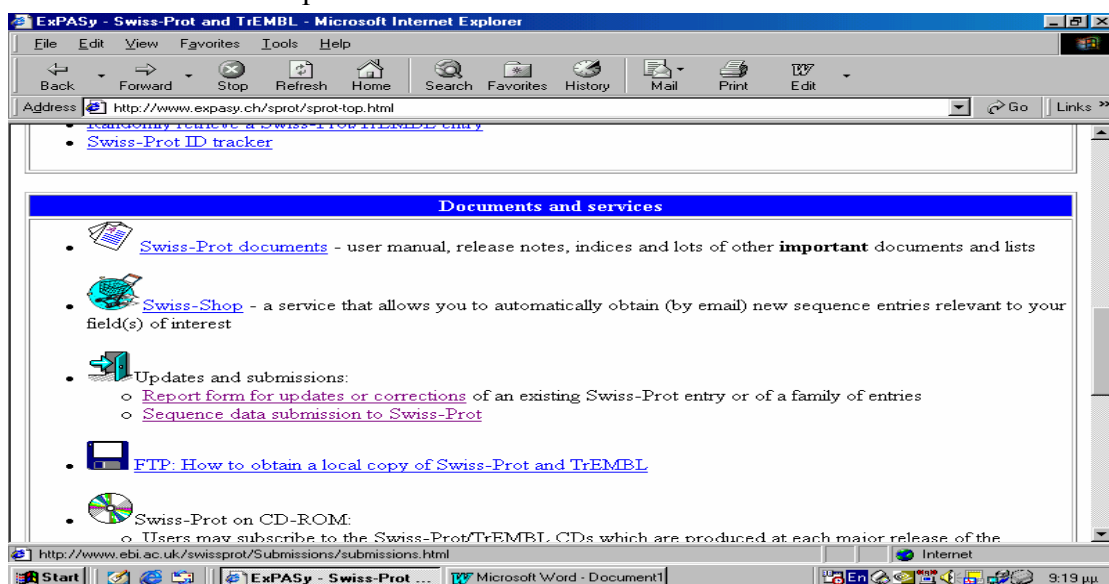 ExPASy - Swiss-Prot and TrEMBL - Microsoft Internet Explorer
File Edit View Favorites Tools Help
Back Forward Stop Refresh Home Search Favorites History Mail Print Edit
Address http://www.expasy.ch/sprot/sprot-top.html Go Links »
Randomly retrieve a Swiss-Prot/TrEMBL entry
Swiss-Prot ID tracker
Documents and services
Swiss-Prot documents - user manual, release notes, indices and lots of other important documents and lists
Swiss-Shop - a service that allows you to automatically obtain (by email) new sequence entries relevant to your
field(s) of interest
Updates and submissions:
Report form for updates or corrections of an existing Swiss-Prot entry or of a family of entries
Sequence data submission to Swiss-Prot
FTP: How to obtain a local copy of Swiss-Prot and TrEMBL
Swiss-Prot on CD-ROM:
Users may subscribe to the Swiss-Prot/TrEMBL CDs which are produced at each major release of the
http://www.ebi.ac.uk/swissprot/Submissions/submissions.html Internet
Start ExPASy - Swiss-Prot ... Microsoft Word - Document1 En 9:19 μμ